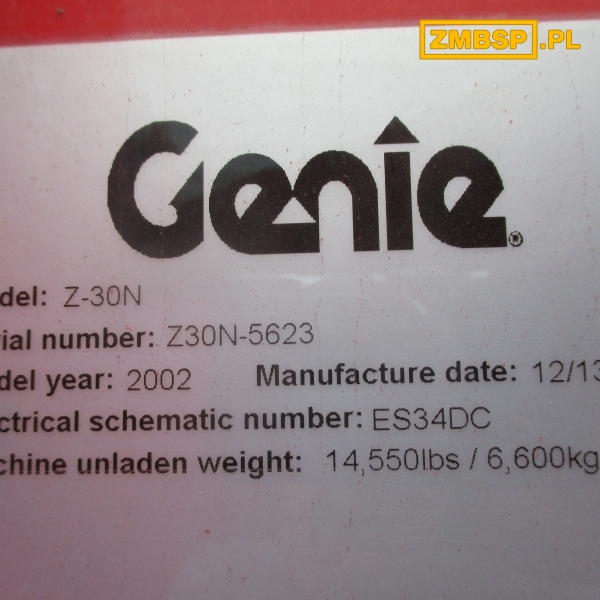 ZMBSP.PL
Genie®
del: Z-30N
rial number: Z30N-5623
del year: 2002 Manufacture date: 12/13
ctrical schematic number: ES34DC
chine unladen weight: 14,550lbs / 6,600kg